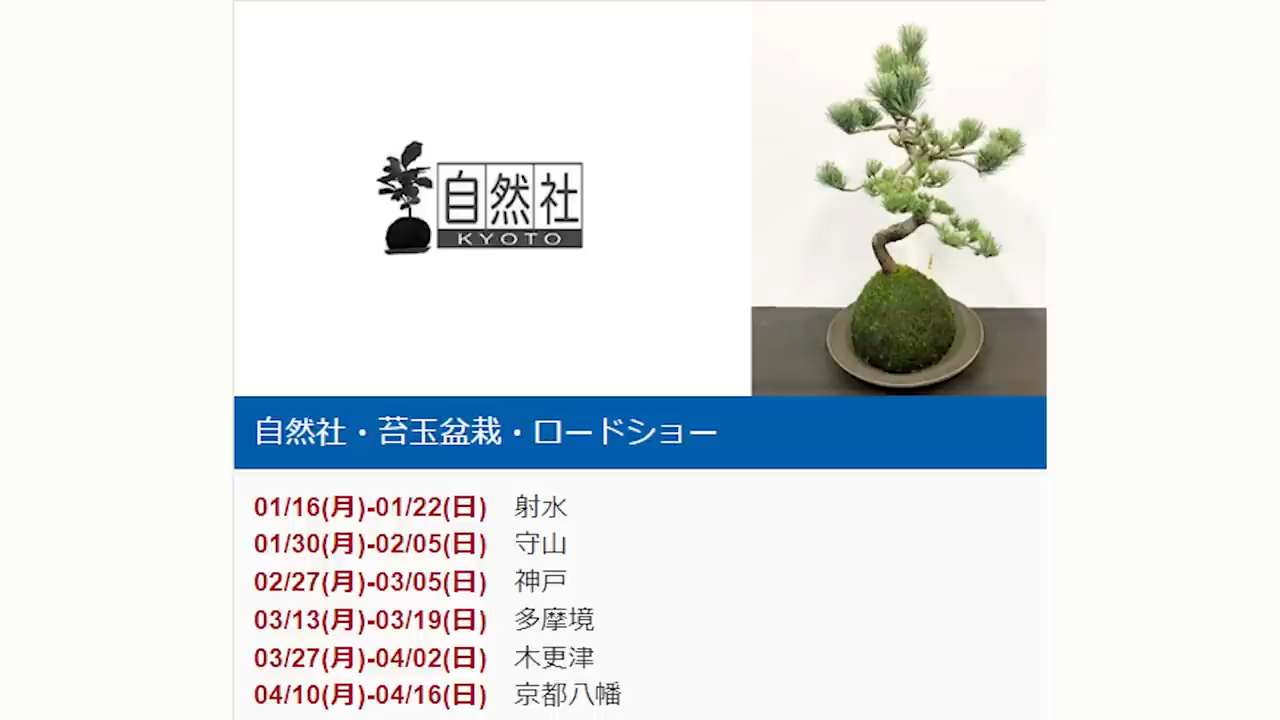 自然社
KYOTO
自然社・苔玉盆栽・ロードショー
01/16(月)-01/22(日) 射水
01/30(月)-02/05(日) 守山
02/27(月)-03/05(日) 神戸
03/13(月)-03/19(日) 多摩境
03/27(月)-04/02(日) 木更津
04/10(月)-04/16(日) 京都八幡